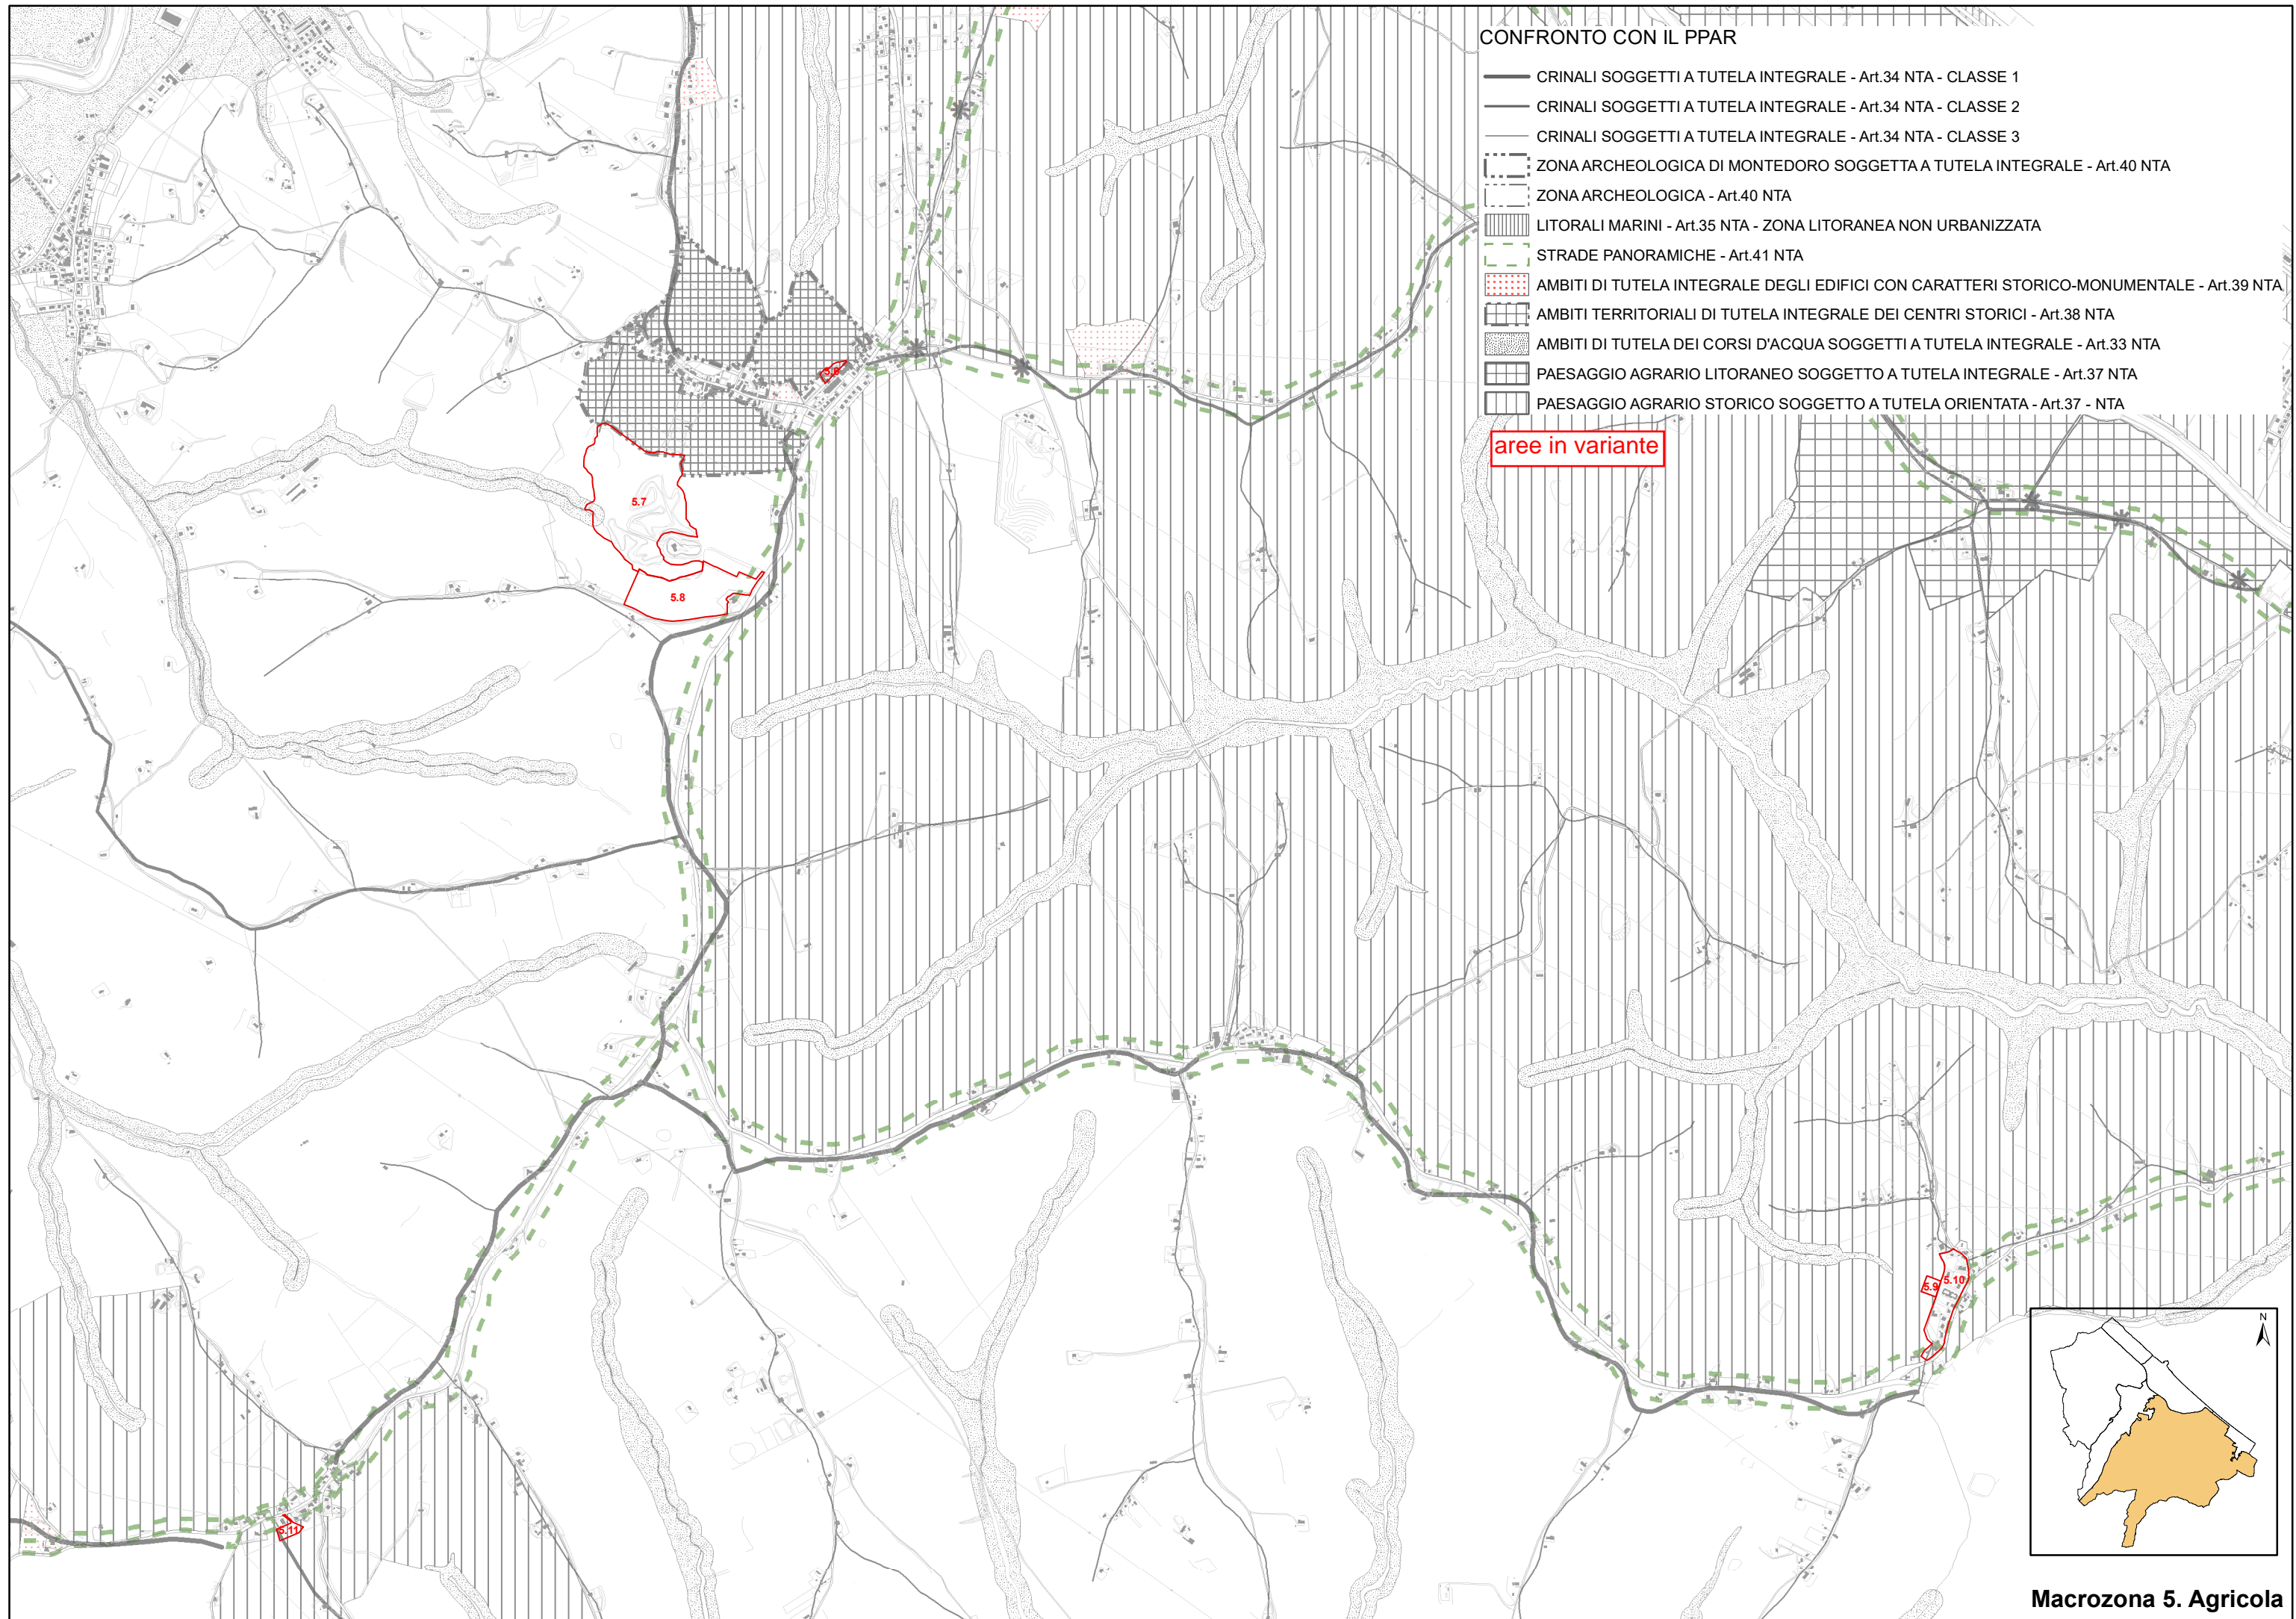 CONFRONTO CON IL PPAR
CRINALI SOGGETTI A TUTELA INTEGRALE - Art.34 NTA - CLASSE 1
CRINALI SOGGETTI A TUTELA INTEGRALE - Art.34 NTA - CLASSE 2
CRINALI SOGGETTI A TUTELA INTEGRALE - Art.34 NTA - CLASSE 3
ZONA ARCHEOLOGICA DI MONTEDORO SOGGETTA A TUTELA INTEGRALE - Art.40 NTA
ZONA ARCHEOLOGICA - Art.40 NTA
LITORALI MARINI - Art.35 NTA - ZONA LITORANEA NON URBANIZZATA
STRADE PANORAMICHE - Art.41 NTA
AMBITI DI TUTELA INTEGRALE DEGLI EDIFICI CON CARATTERI STORICO-MONUMENTALE - Art.39 NTA
AMBITI TERRITORIALI DI TUTELA INTEGRALE DEI CENTRI STORICI - Art.38 NTA
AMBITI DI TUTELA DEI CORSI D'ACQUA SOGGETTI A TUTELA INTEGRALE - Art.33 NTA
PAESAGGIO AGRARIO LITORANEO SOGGETTO A TUTELA INTEGRALE - Art.37 NTA
PAESAGGIO AGRARIO STORICO SOGGETTO A TUTELA ORIENTATA - Art.37 - NTA
aree in variante
5.7
5.8
5.9
5.10
5.11
N
Macrozona 5. Agricola